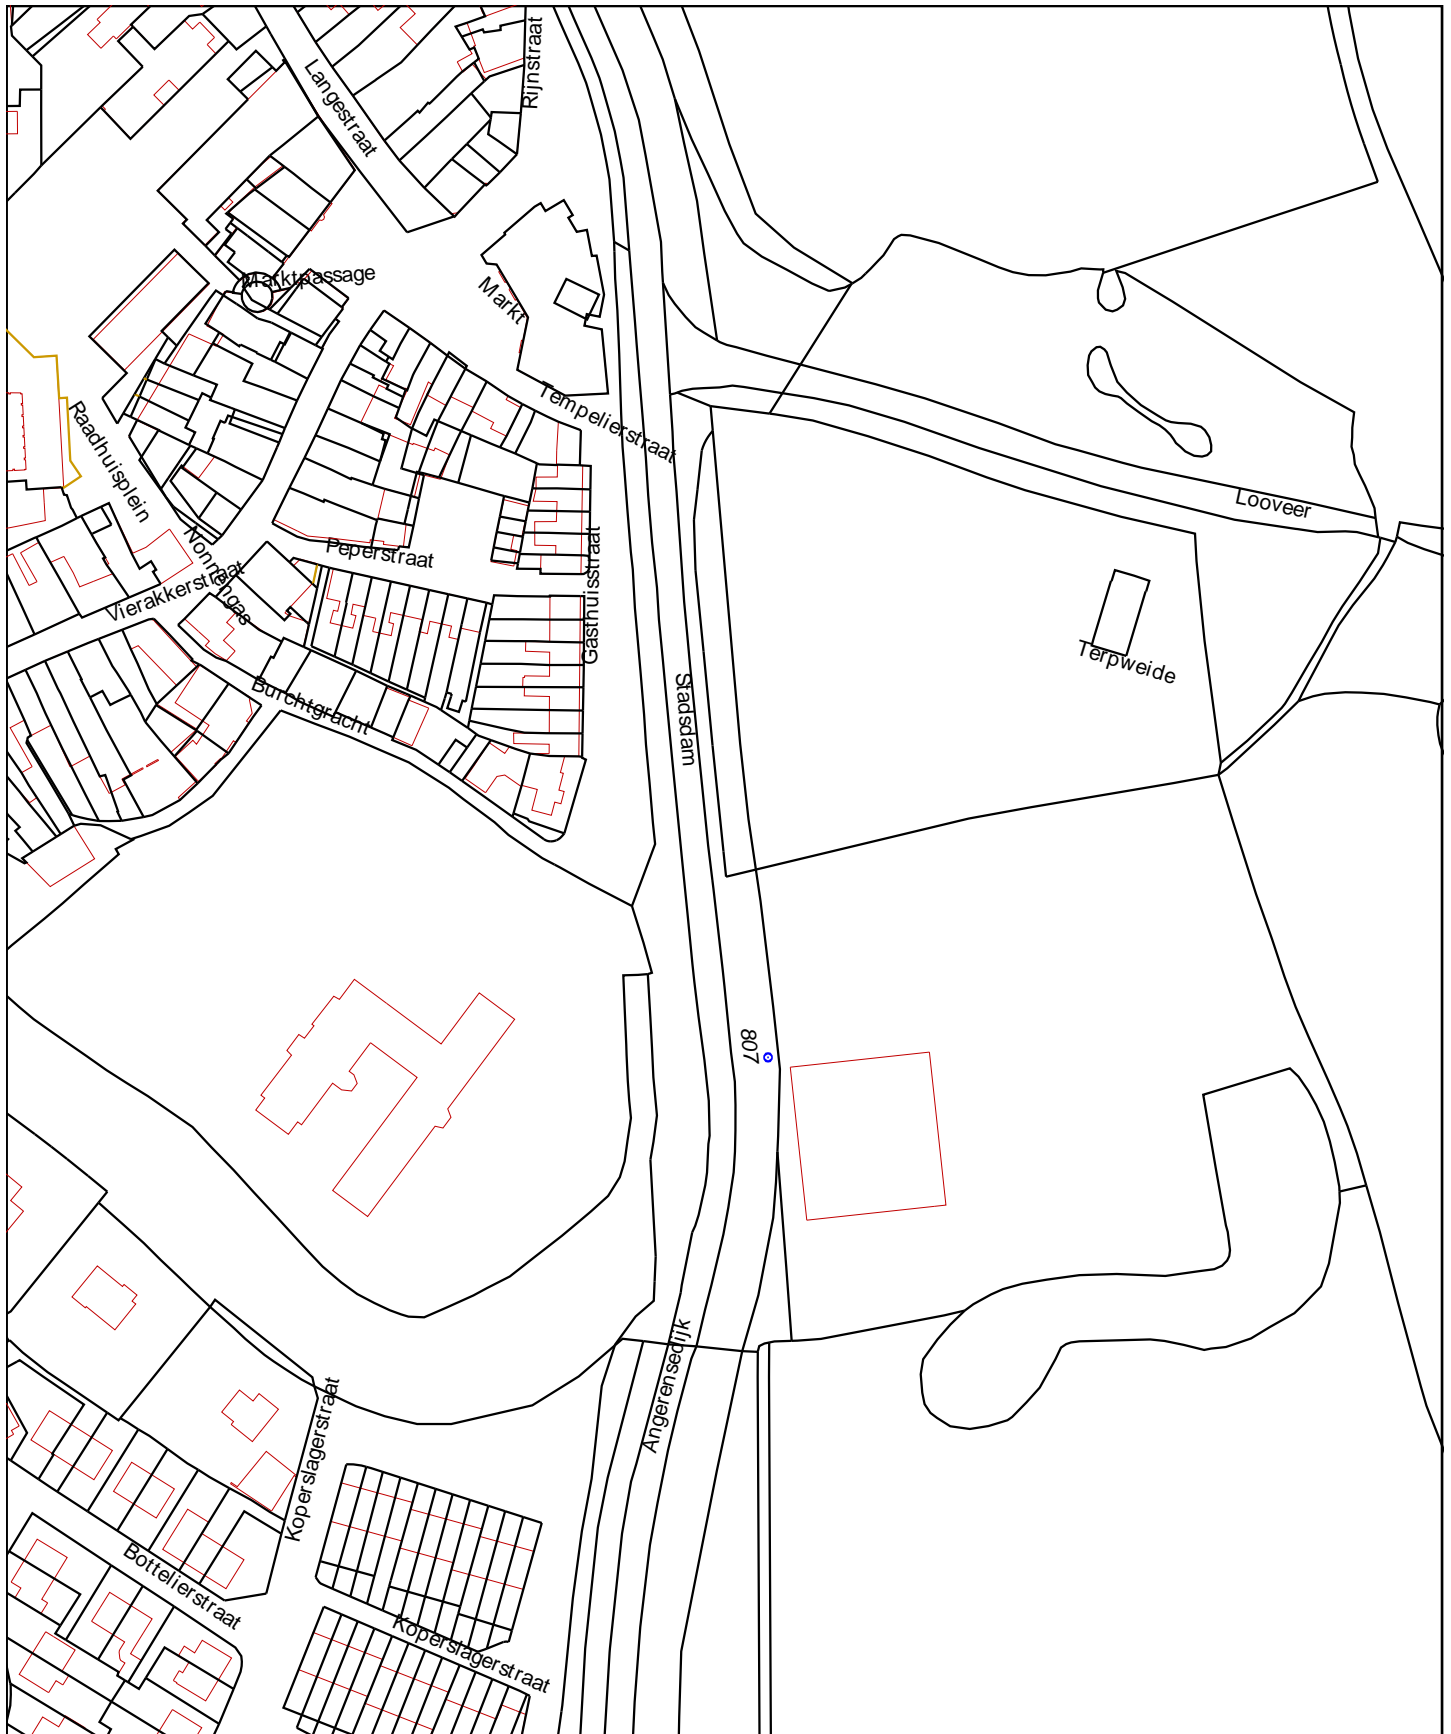 Rijnstraat
Langestraat
Marktpassage
Markt
Tempelierstraat
Raadhuisplein
Looveer
Nonnengas
Peperstraat
Vierakkerstraat
Gasthuisstraat
Terpweide
Burchtgracht
Stadsdam
807
Angerensedijk
Koperslagerstraat
Bottelierstraat
Koperslagerstraat